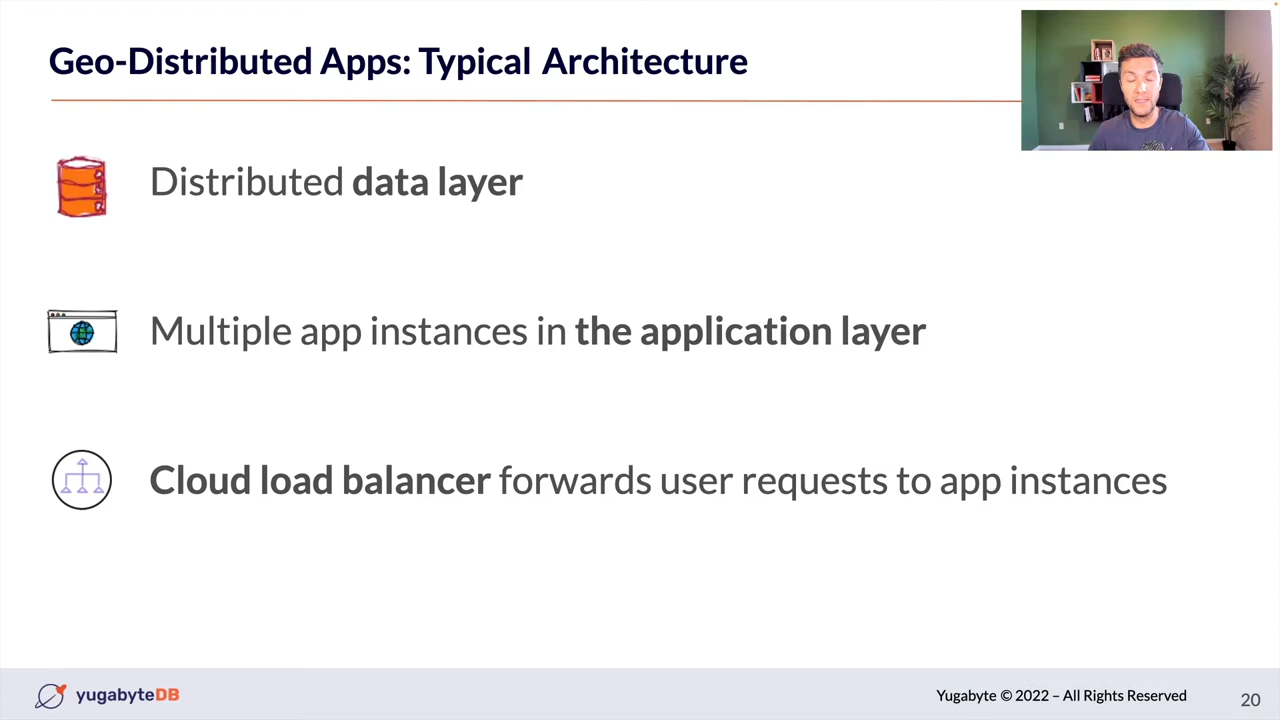 Geo-Distributed Apps: Typical Architecture
Distributed data layer
Multiple app instances in the application layer
Cloud load balancer forwards user requests to app instances
yugabyteDB
Yugabyte © 2022 – All Rights Reserved
20